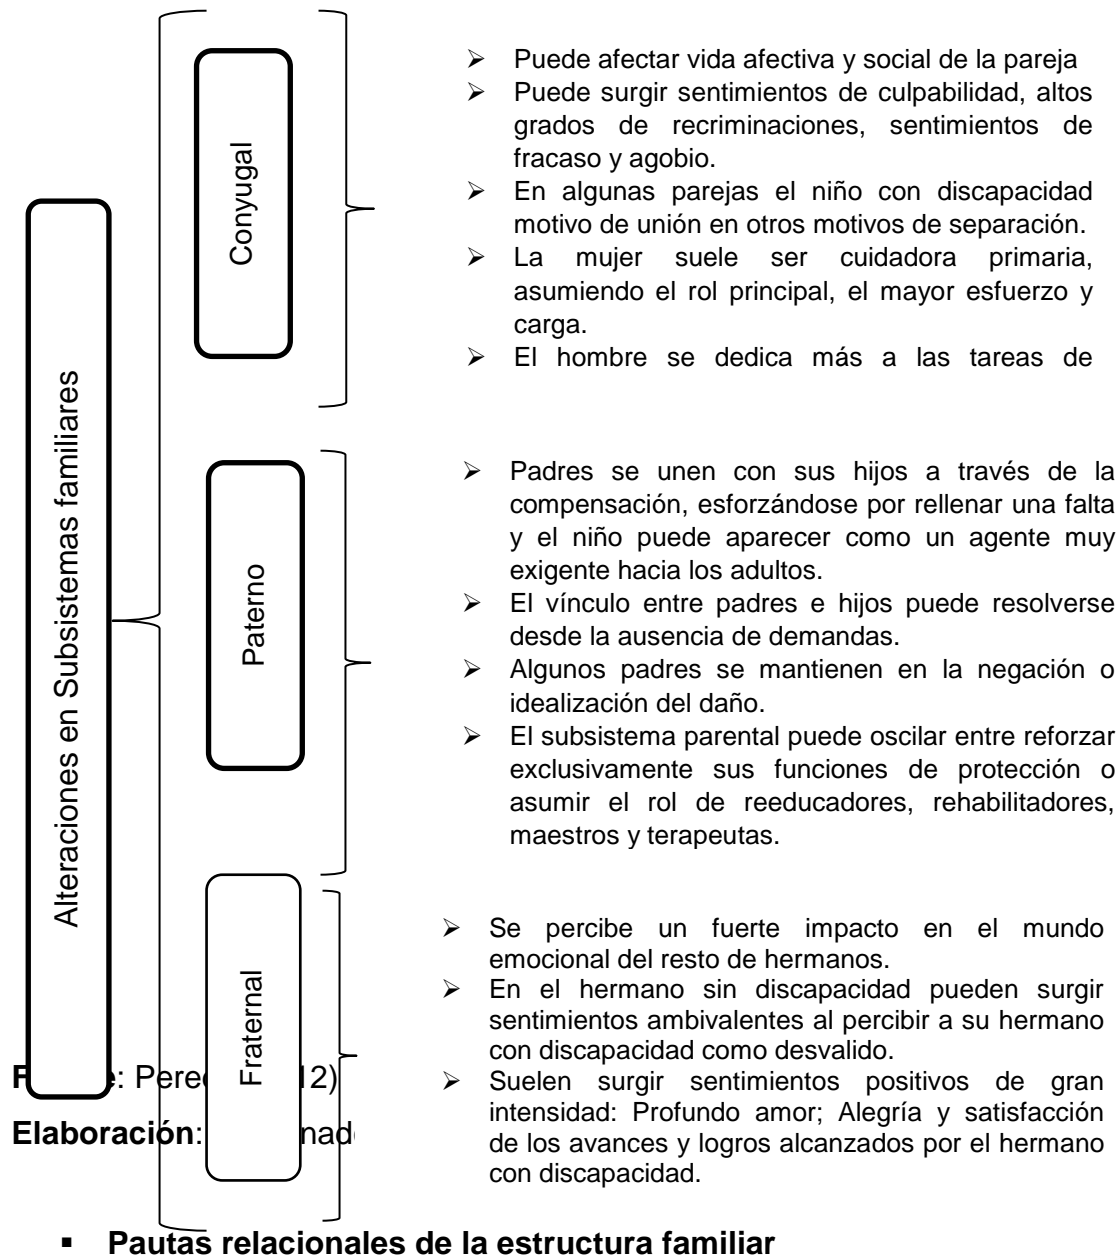 Alteraciones en Subsistemas familiares
Conyugal
➢ Puede afectar vida afectiva y social de la pareja
➢ Puede surgir sentimientos de culpabilidad, altos
grados de recriminaciones, sentimientos de
fracaso y agobio.
➢ En algunas parejas el niño con discapacidad
motivo de unión en otros motivos de separación.
➢ La mujer suele ser cuidadora primaria,
asumiendo el rol principal, el mayor esfuerzo y
carga.
➢ El hombre se dedica más a las tareas de
Paterno
➢ Padres se unen con sus hijos a través de la
compensación, esforzándose por rellenar una falta
y el niño puede aparecer como un agente muy
exigente hacia los adultos.
➢ El vínculo entre padres e hijos puede resolverse
desde la ausencia de demandas.
➢ Algunos padres se mantienen en la negación o
idealización del daño.
➢ El subsistema parental puede oscilar entre reforzar
exclusivamente sus funciones de protección o
asumir el rol de reeducadores, rehabilitadores,
maestros y terapeutas.
Fraternal
➢ Se percibe un fuerte impacto en el mundo
emocional del resto de hermanos.
➢ En el hermano sin discapacidad pueden surgir
sentimientos ambivalentes al percibir a su hermano
con discapacidad como desvalido.
➢ Suelen surgir sentimientos positivos de gran
intensidad: Profundo amor; Alegría y satisfacción
de los avances y logros alcanzados por el hermano
con discapacidad.
Elaboración:
▪ Pautas relacionales de la estructura familiar